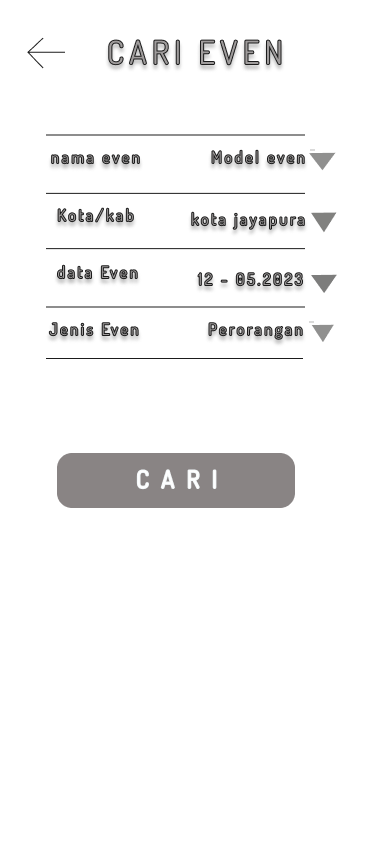 CARI EVEN
nama even Model even
Kota/kab kota jayapura
data Even 12 - 05.2023
Jenis Even Perorangan
CARI